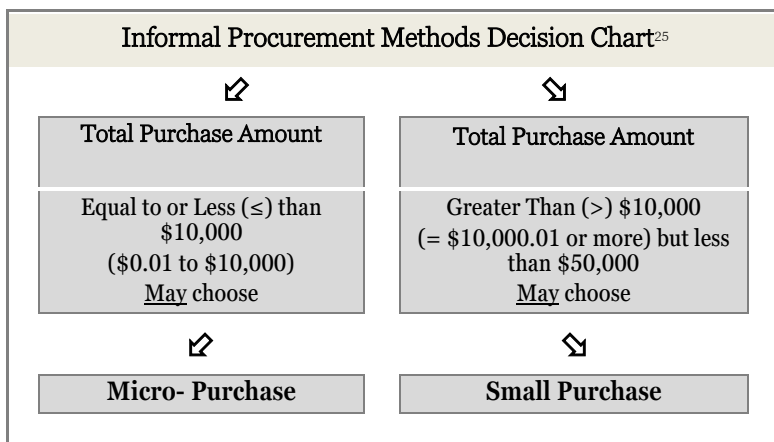 Informal Procurement Methods Decision Chart25
Total Purchase Amount
Equal to or Less (≤) than
$10,000
($0.01 to $10,000)
May choose
Micro- Purchase
Total Purchase Amount
Greater Than (>) $10,000
(= $10,000.01 or more) but less
than $50,000
May choose
Small Purchase